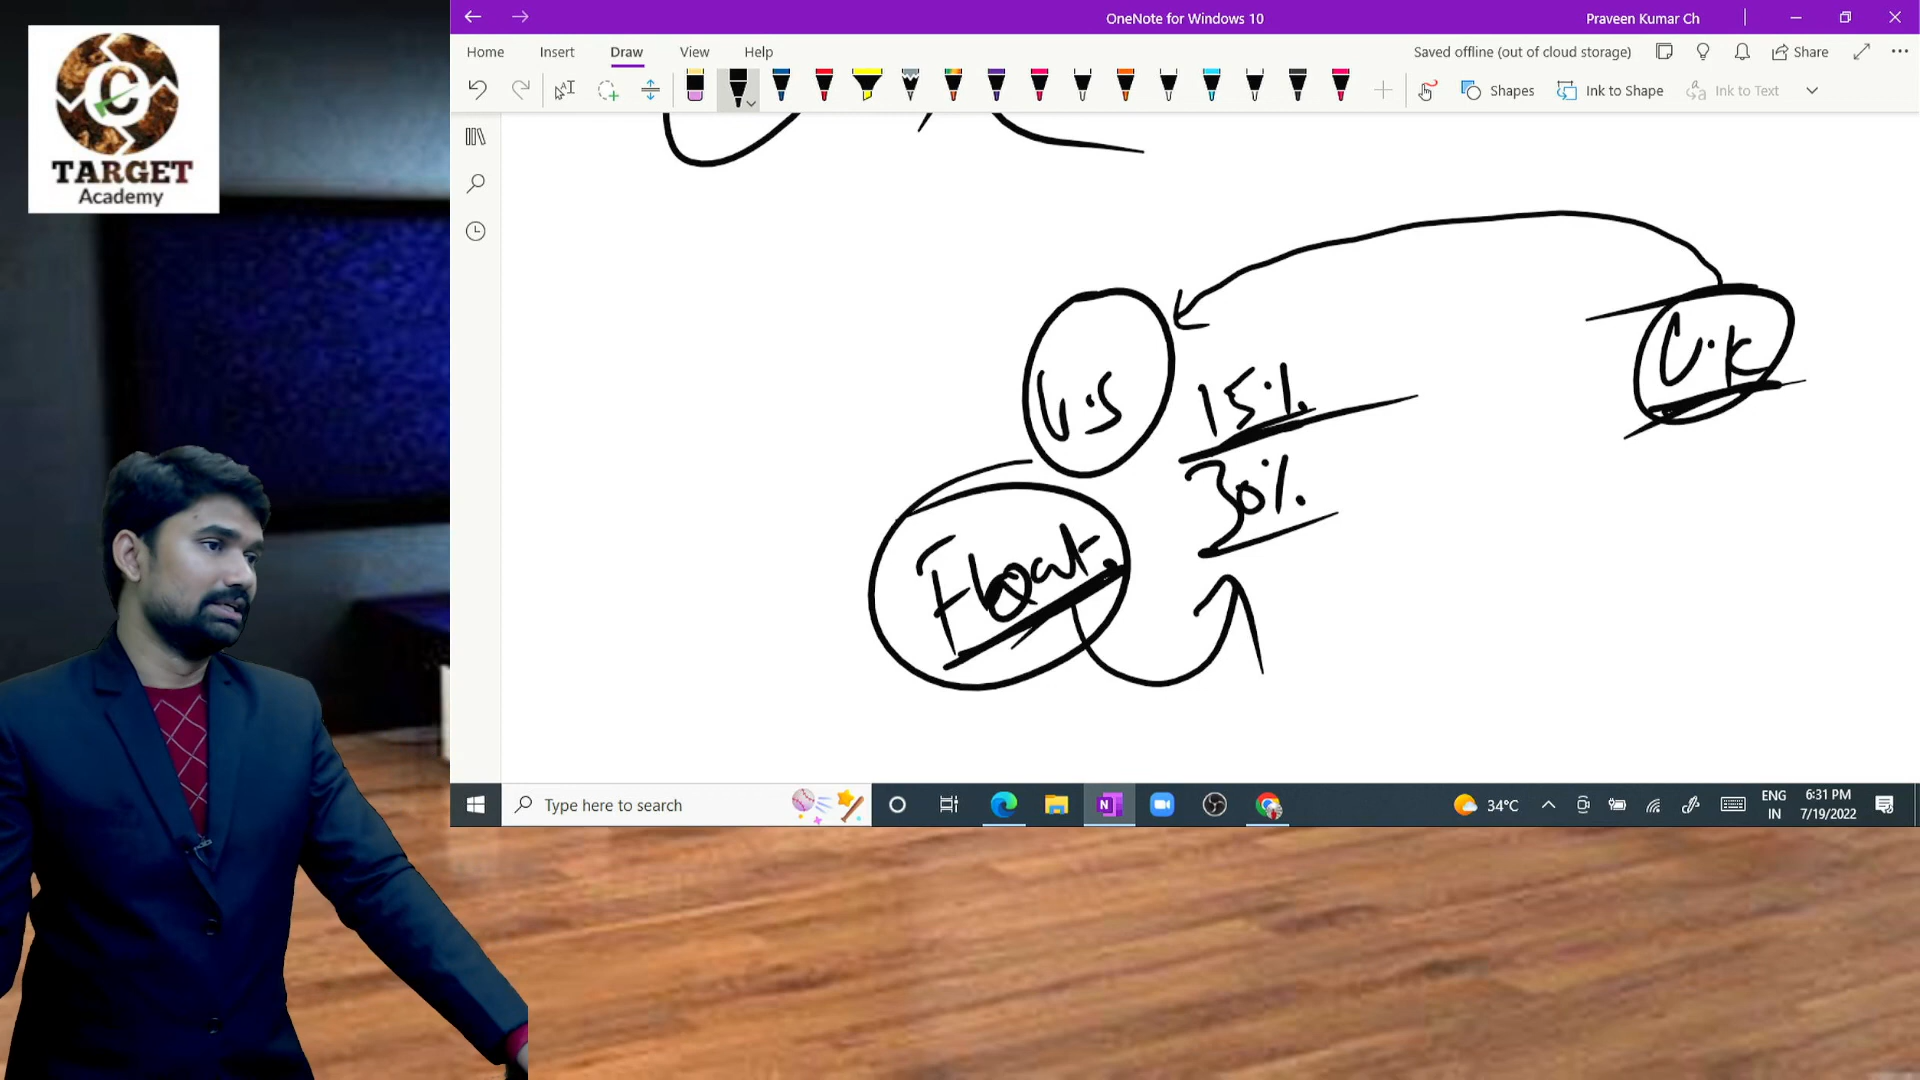 C
TARGET
Academy
OneNote for Windows 10
Praveen Kumar Ch
Home Insert Draw View Help
Saved offline (out of cloud storage)
Share
Shapes
Ink to Shape
Ink to Text
U.K
U.S
15%
30%
Float.
Type here to search
34°C
ENG
IN
6:31 PM
7/19/2022